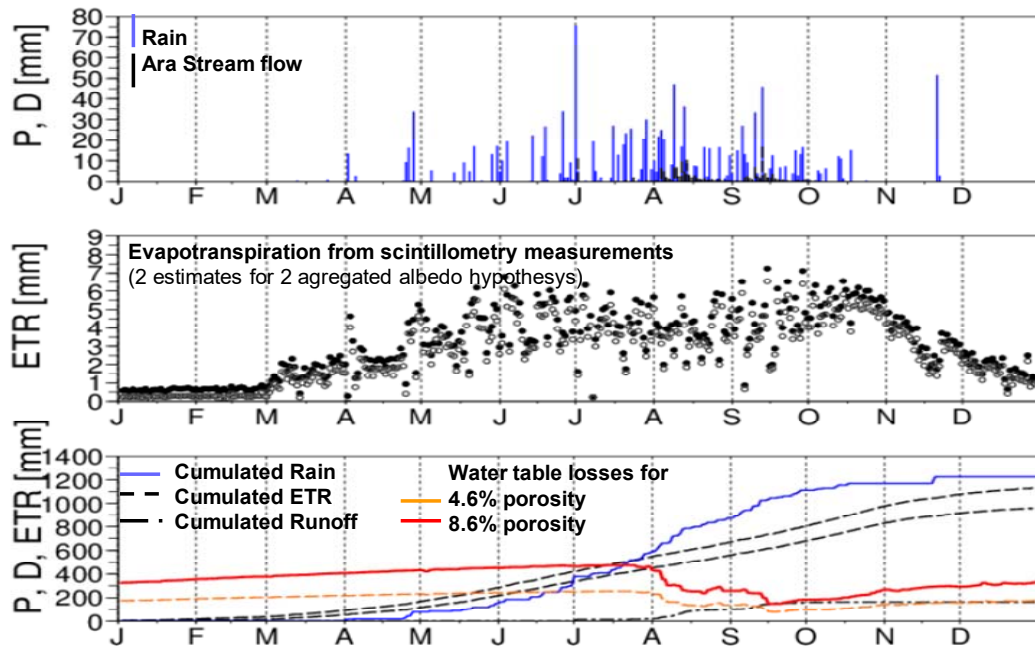 P, D [mm]
80
70
60
50
40
30
20
10
0
Rain
Ara Stream flow
J F M A M J J A S O N D
ETR [mm]
9
8
7
6
5
4
3
2
1
0
Evapotranspiration from scintillometry measurements
(2 estimates for 2 agregated albedo hypothesys)
J F M A M J J A S O N D
P, D, ETR [mm]
1400
1200
1000
800
600
400
200
0
Cumulated Rain
Cumulated ETR
Cumulated Runoff
Water table losses for
4.6% porosity
8.6% porosity
J F M A M J J A S O N D